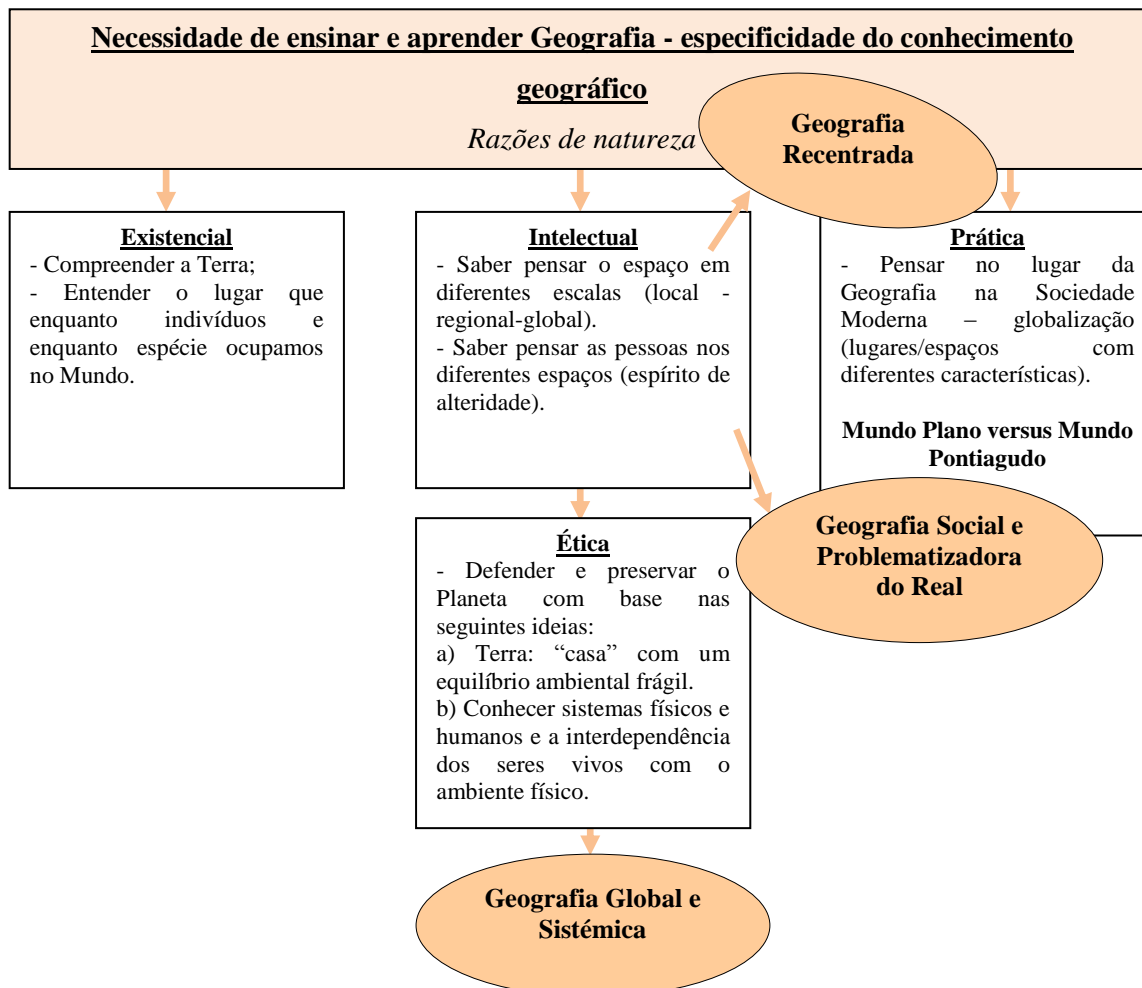 Necessidade de ensinar e aprender Geografia - especificidade do conhecimento
geográfico
Razões de natureza
Geografia
Recentrada
Existencial
- Compreender a Terra;
- Entender o lugar que
enquanto indivíduos e
enquanto espécie ocupamos
no Mundo.
Intelectual
- Saber pensar o espaço em
diferentes escalas (local -
regional-global).
- Saber pensar as pessoas nos
diferentes espaços (espírito de
alteridade).
Prática
- Pensar no lugar da
Geografia na Sociedade
Moderna – globalização
(lugares/espaços com
diferentes características).
Mundo Plano versus Mundo
Pontiagudo
Geografia Social e
Problematizadora
do Real
Ética
- Defender e preservar o
Planeta com base nas
seguintes ideias:
a) Terra: “casa” com um
equilíbrio ambiental frágil.
b) Conhecer sistemas físicos e
humanos e a interdependência
dos seres vivos com o
ambiente físico.
Geografia Global e
Sistémica